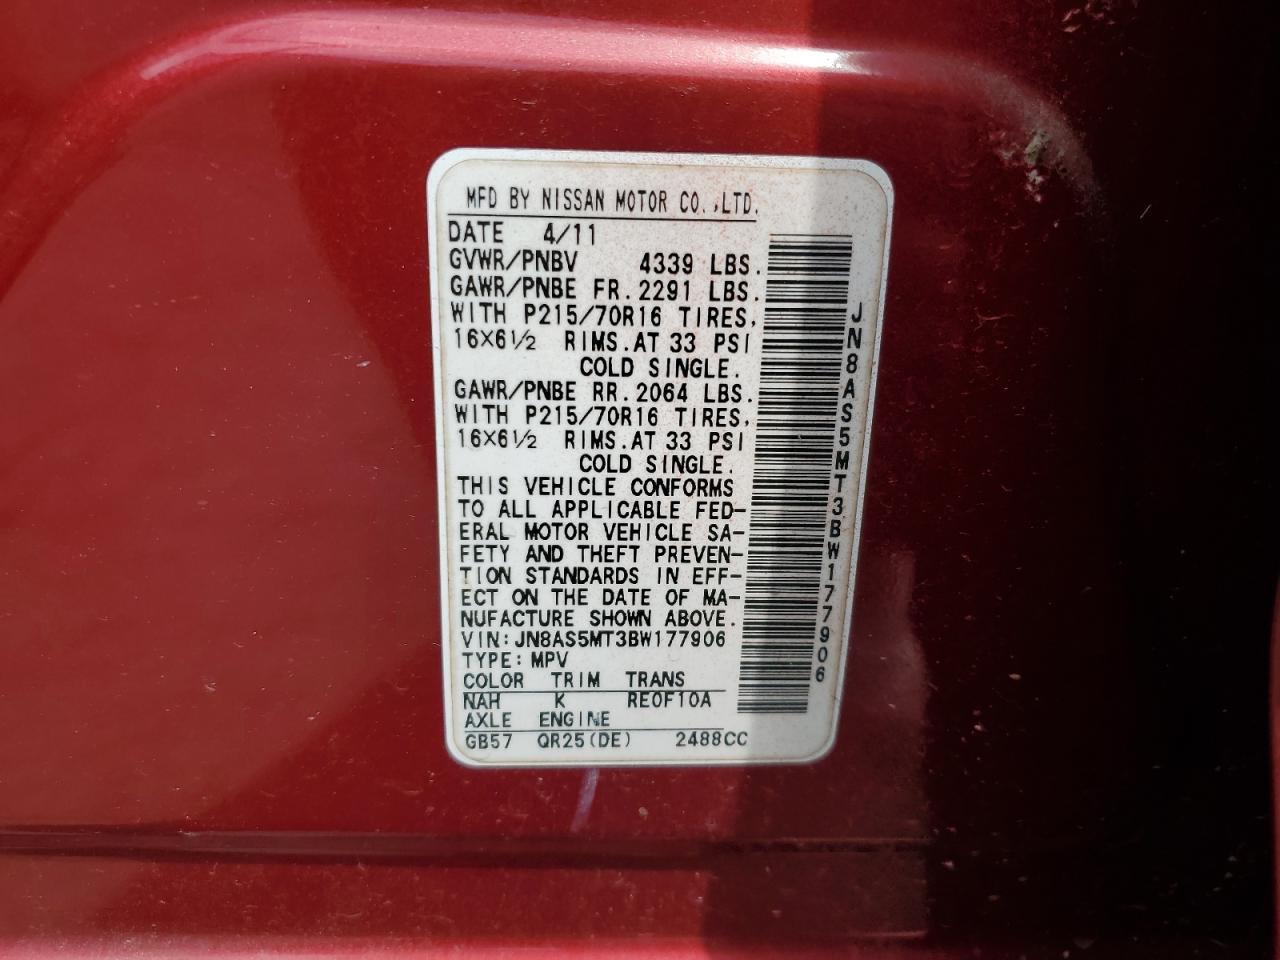 MFD BY NISSAN MOTOR CO.,LTD.
DATE 4/11
GVWR/PNBV 4339 LBS.
GAWR/PNBE FR.2291 LBS.
WITH P215/70R16 TIRES,
16X6½ RIMS.AT 33 PSI
COLD SINGLE.
GAWR/PNBE RR.2064 LBS.
WITH P215/70R16 TIRES,
16X6½ RIMS.AT 33 PSI
COLD SINGLE.
THIS VEHICLE CONFORMS
TO ALL APPLICABLE FED-
ERAL MOTOR VEHICLE SA-
FETY AND THEFT PREVEN-
TION STANDARDS IN EFF-
ECT ON THE DATE OF MA-
NUFACTURE SHOWN ABOVE.
VIN:JN8AS5MT3BW177906
TYPE:MPV
COLOR TRIM TRANS
NAH K RE0F10A
AXLE ENGINE
GB57 QR25(DE) 2488CC
JN8AS5MT3BW177906